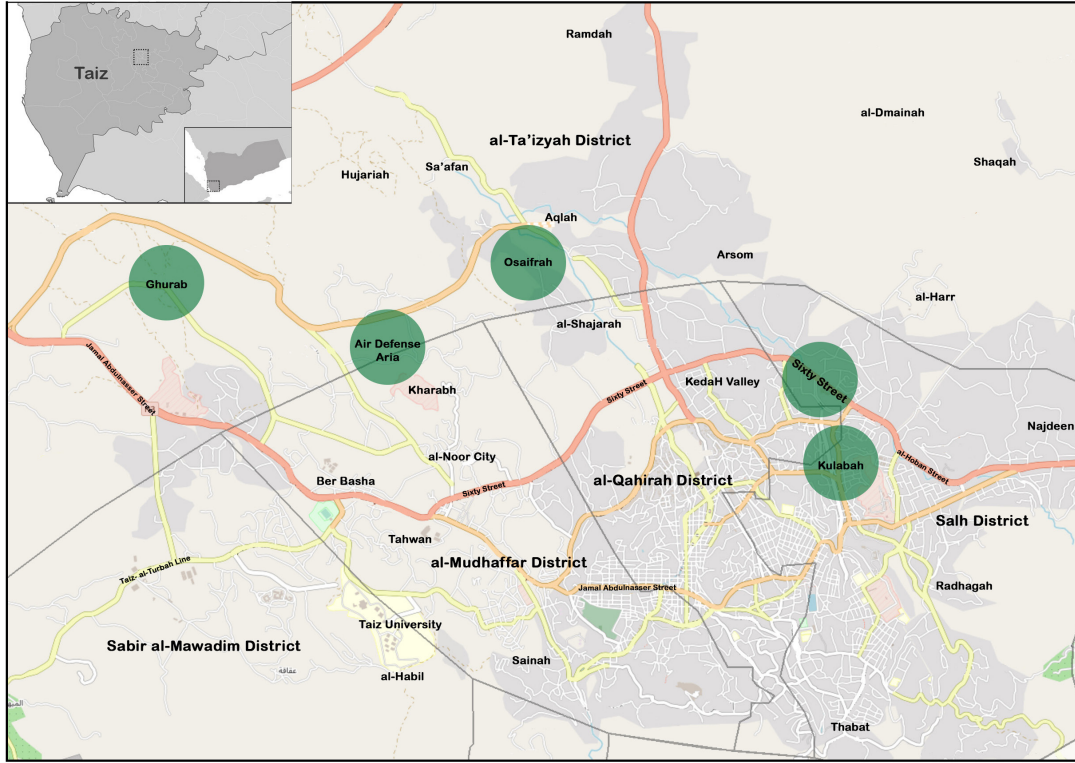 Taiz
Ramdah
al-Dmainah
al-Ta'izyah District
Shaqah
Sa'afan
Hujariah
Aqlah
Arsom
Osaifrah
Ghurab
al-Harr
al-Shajarah
Air Defense
Aria
Jamal Abdulnasser Street
Sixty Street
KedaH Valley
Sixty Street
Kharabh
Najdeen
al-Noor City
al-Hoban Street
Kulabah
Ber Basha
Sixty Street
al-Qahirah District
Salh District
Tahwan
al-Mudhaffar District
Taiz- al-Turbah Line
Jamal Abdulnasser Street
Radhagah
Taiz University
Sabir al-Mawadim District
Sainah
عفاقة
al-Habil
Thabat